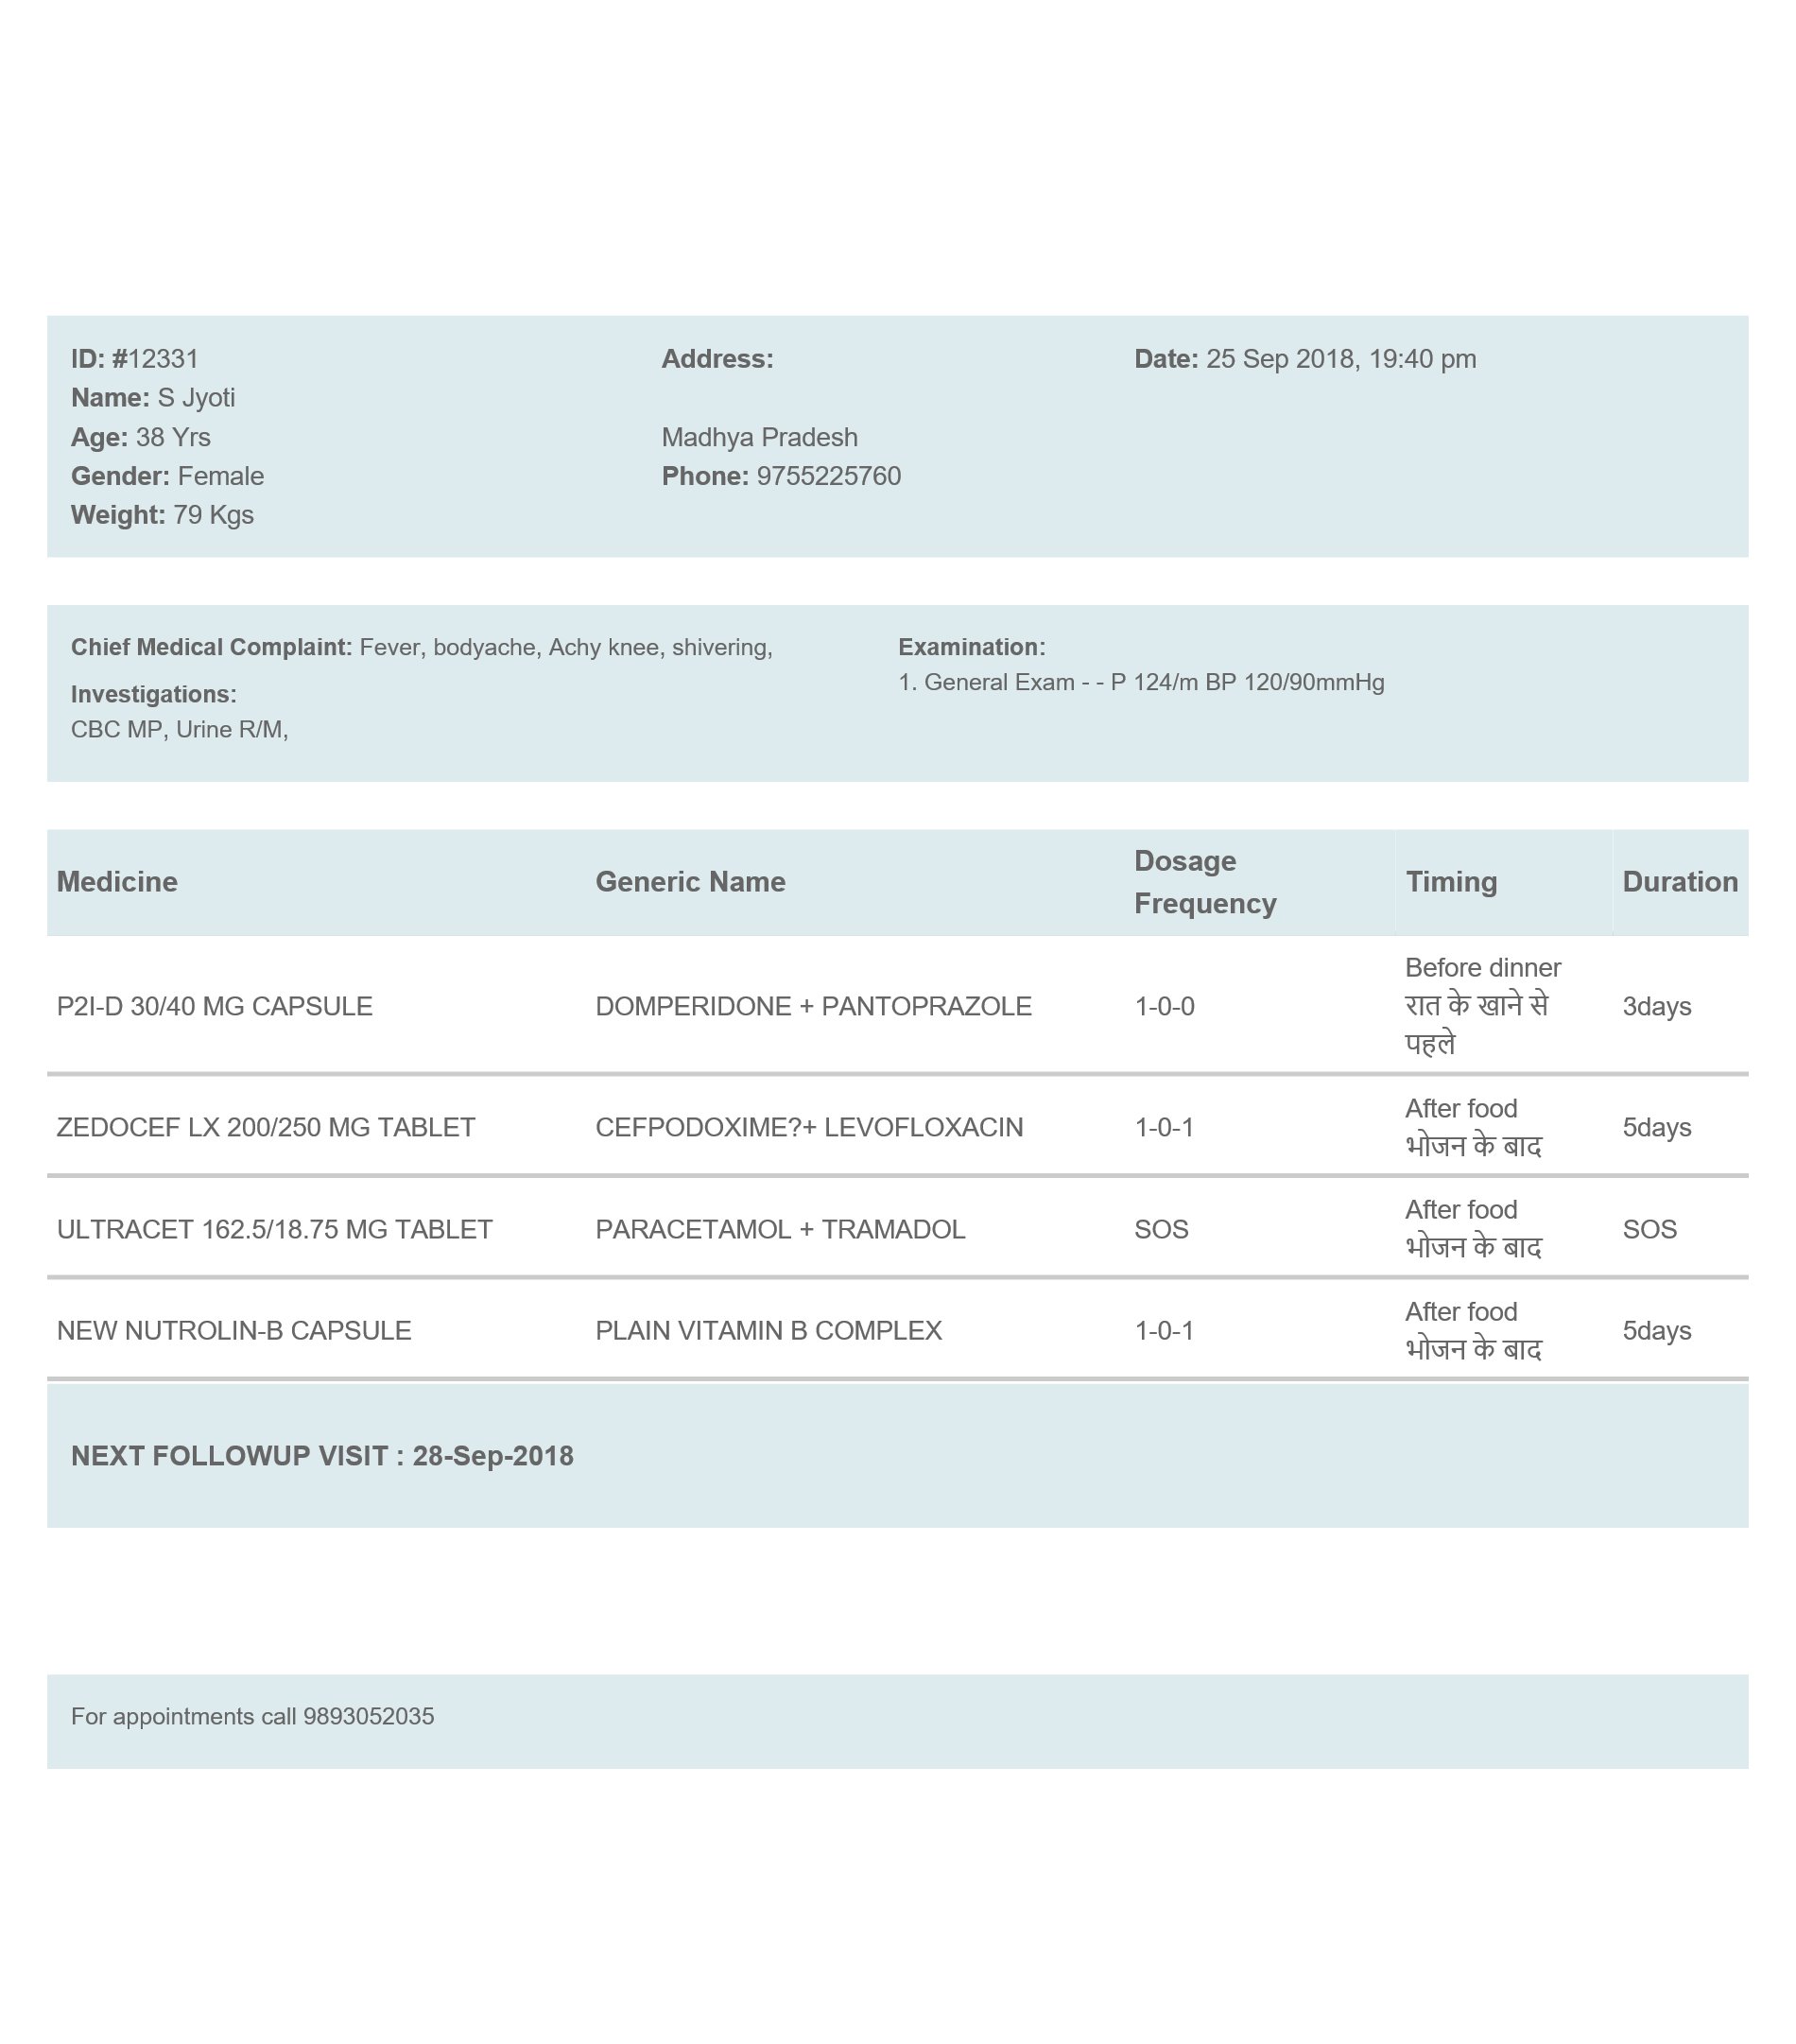 ID: #12331 Address: Date: 25 Sep 2018, 19:40 pm
Name: S Jyoti
Age: 38 Yrs Madhya Pradesh
Gender: Female Phone: 9755225760
Weight: 79 Kgs
Chief Medical Complaint: Fever, bodyache, Achy knee, shivering,
Investigations:
CBC MP, Urine R/M,
Examination:
1. General Exam - - P 124/m BP 120/90mmHg
Medicine Generic Name Dosage Frequency Timing Duration
P2I-D 30/40 MG CAPSULE DOMPERIDONE + PANTOPRAZOLE 1-0-0 Before dinner रात के खाने से पहले 3days
ZEDOCEF LX 200/250 MG TABLET CEFPODOXIME?+ LEVOFLOXACIN 1-0-1 After food भोजन के बाद 5days
ULTRACET 162.5/18.75 MG TABLET PARACETAMOL + TRAMADOL SOS After food भोजन के बाद SOS
NEW NUTROLIN-B CAPSULE PLAIN VITAMIN B COMPLEX 1-0-1 After food भोजन के बाद 5days
NEXT FOLLOWUP VISIT : 28-Sep-2018
For appointments call 9893052035